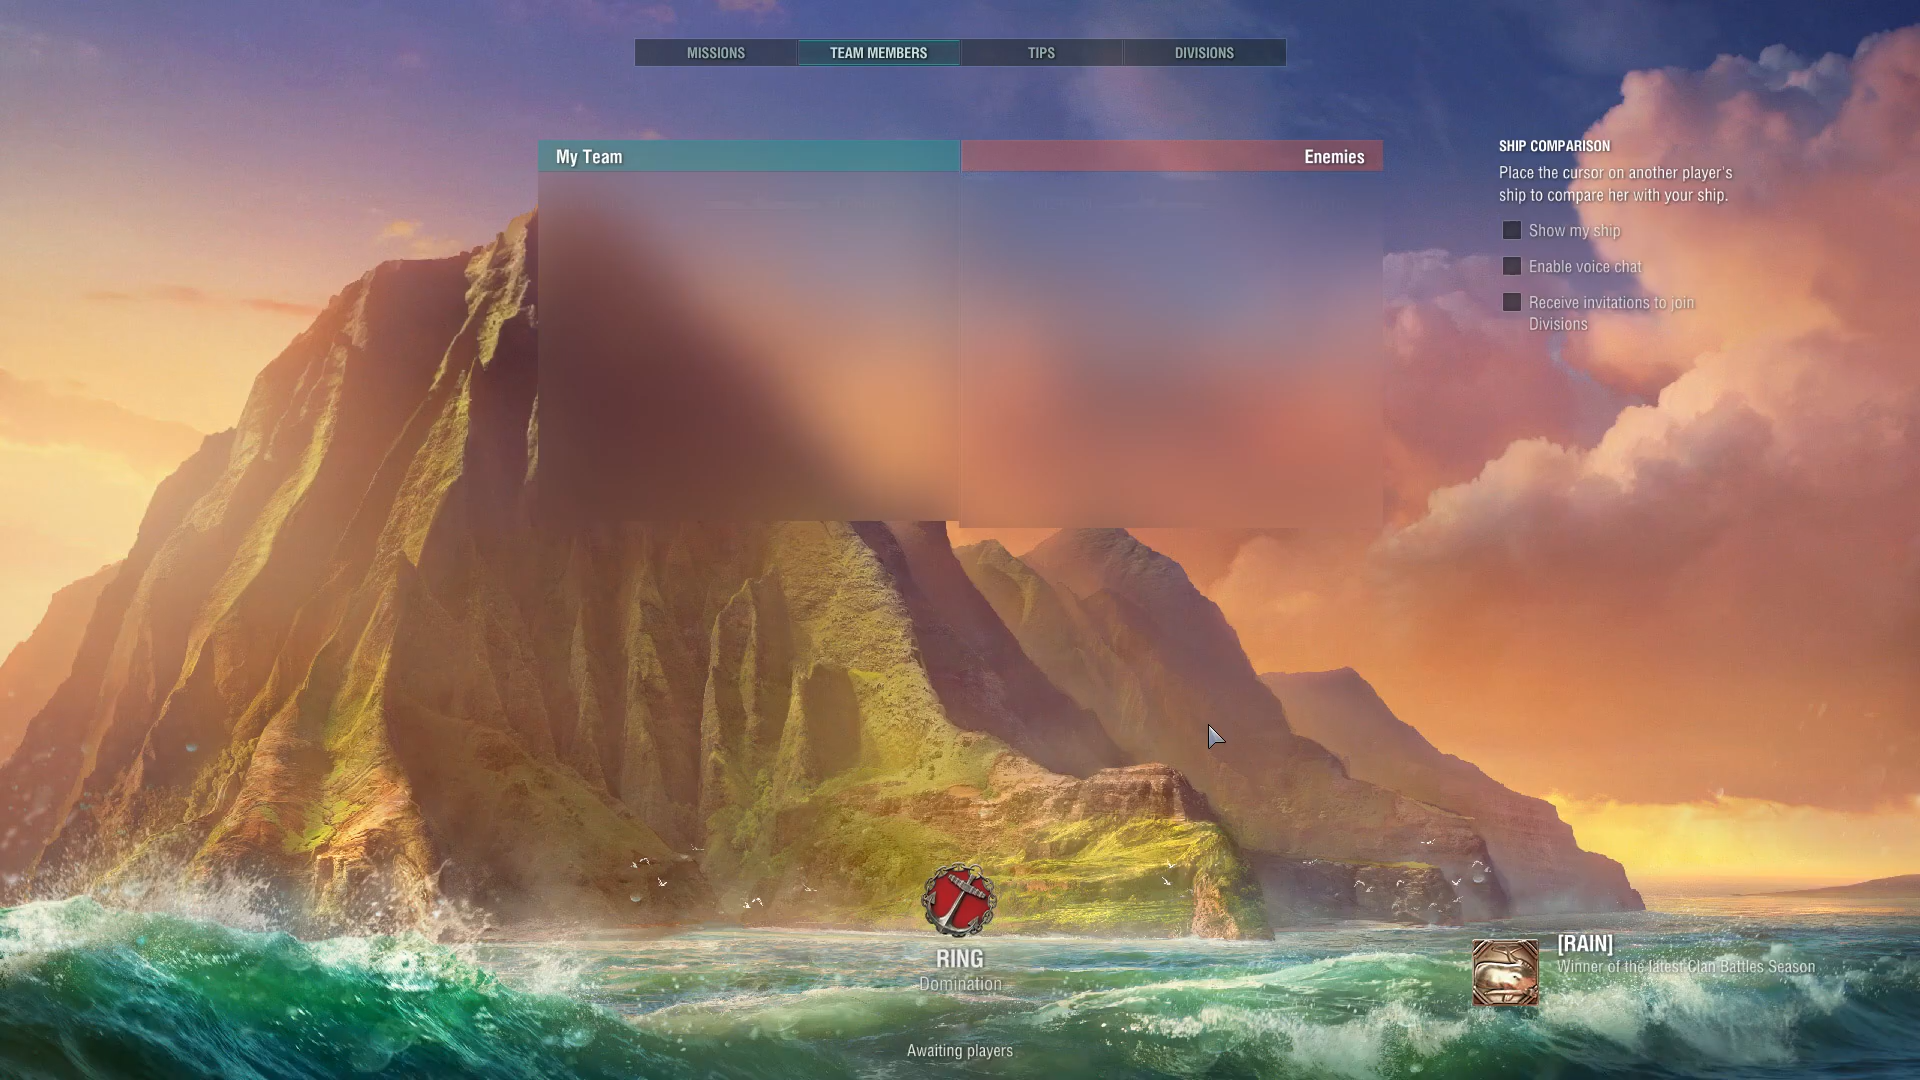 MISSIONS
TEAM MEMBERS
TIPS
DIVISIONS
My Team
Enemies
SHIP COMPARISON
Place the cursor on another player's
ship to compare her with your ship.
Show my ship
Enable voice chat
Receive invitations to join
Divisions
RING
Domination
[RAIN]
Winner of the latest Clan Battles Season
Awaiting players